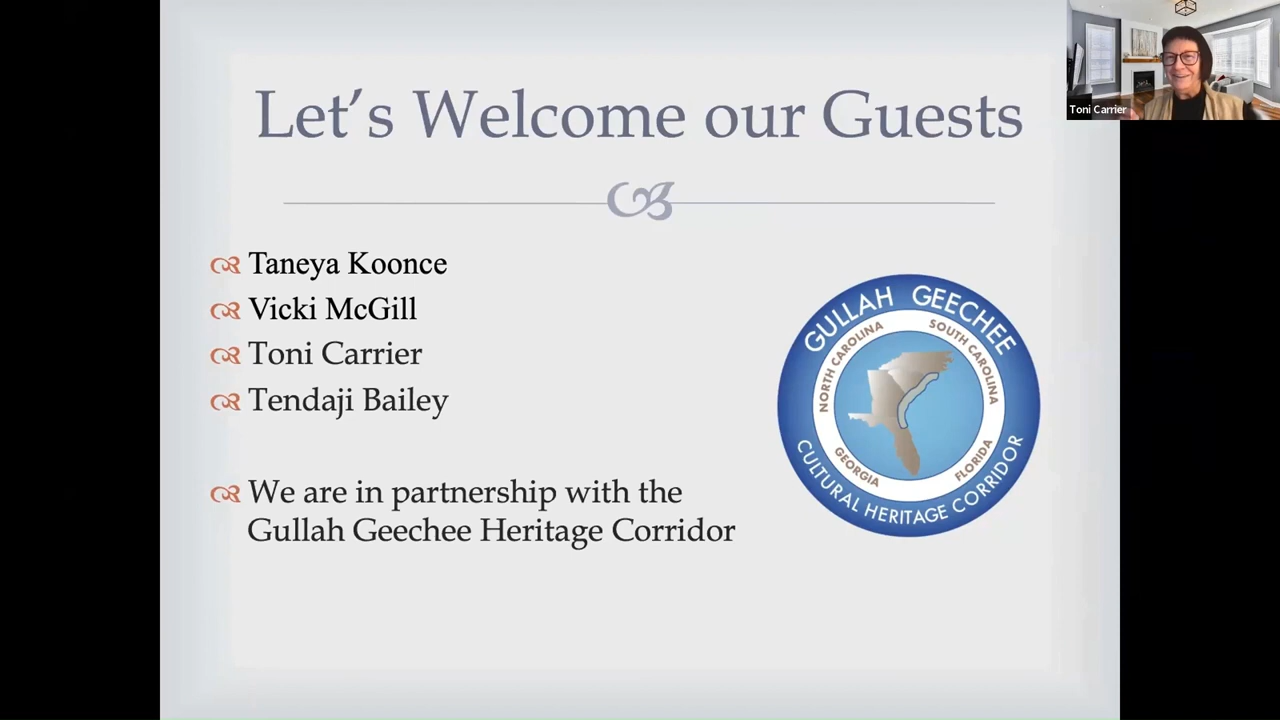 Let's Welcome our Guests
Taneya Koonce
Vicki McGill
Toni Carrier
Tendaji Bailey
We are in partnership with the
Gullah Geechee Heritage Corridor
GULLAH GEECHEE
NORTH CAROLINA
SOUTH CAROLINA
GEORGIA
FLORIDA
CULTURAL HERITAGE CORRIDOR
Toni Carrier